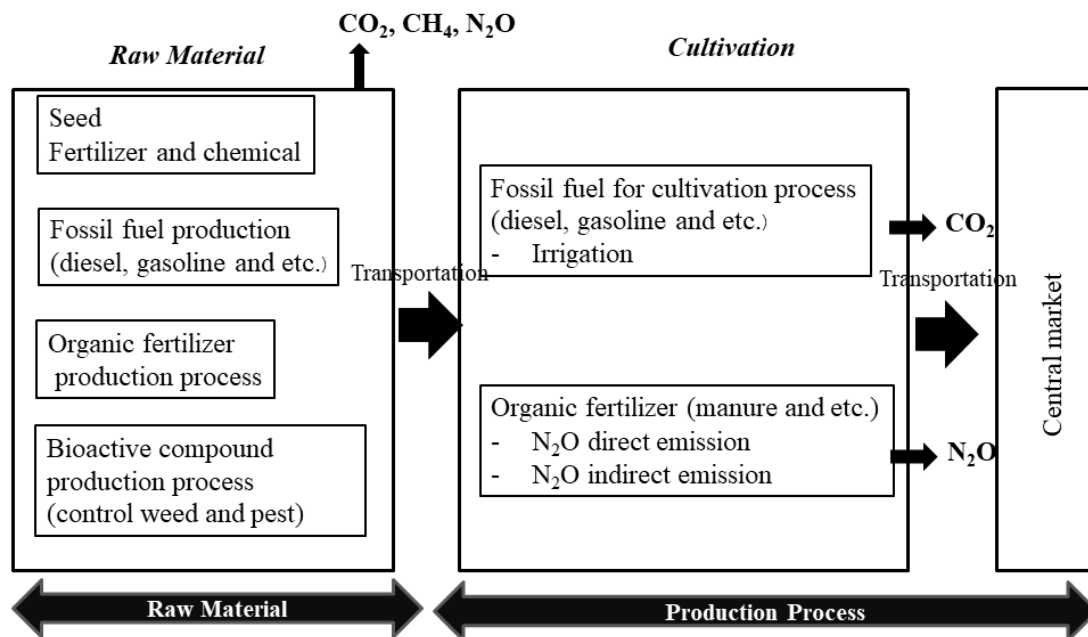 CO₂, CH₄, N₂O
Raw Material
Cultivation
Seed
Fertilizer and chemical
Fossil fuel production
(diesel, gasoline and etc.)
Organic fertilizer
production process
Bioactive compound
production process
(control weed and pest)
Transportation
Fossil fuel for cultivation process
(diesel, gasoline and etc.)
- Irrigation
Organic fertilizer (manure and etc.)
- N₂O direct emission
- N₂O indirect emission
CO₂
Transportation
N₂O
Central market
Raw Material
Production Process